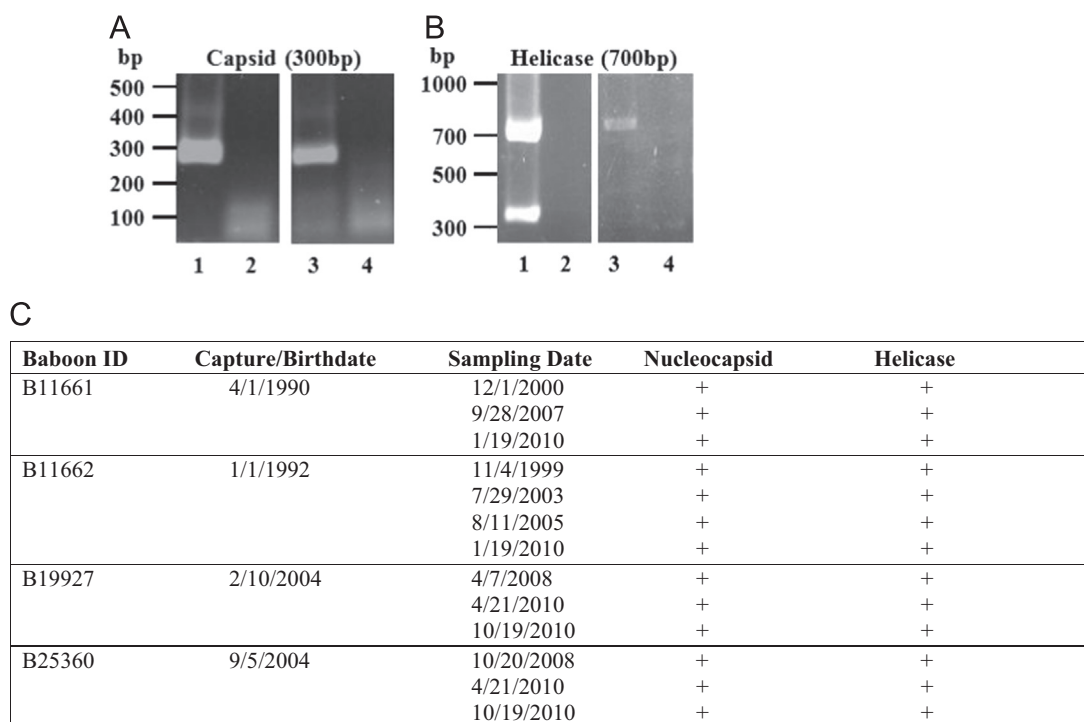 A
bp Capsid (300bp)
500
400
300
200
100
1 2 3 4
B
bp Helicase (700bp)
1000
700
500
300
1 2 3 4
C
Baboon ID Capture/Birthdate Sampling Date Nucleocapsid Helicase
B11661 4/1/1990 12/1/2000 + +
9/28/2007 + +
1/19/2010 + +
B11662 1/1/1992 11/4/1999 + +
7/29/2003 + +
8/11/2005 + +
1/19/2010 + +
B19927 2/10/2004 4/7/2008 + +
4/21/2010 + +
10/19/2010 + +
B25360 9/5/2004 10/20/2008 + +
4/21/2010 + +
10/19/2010 + +